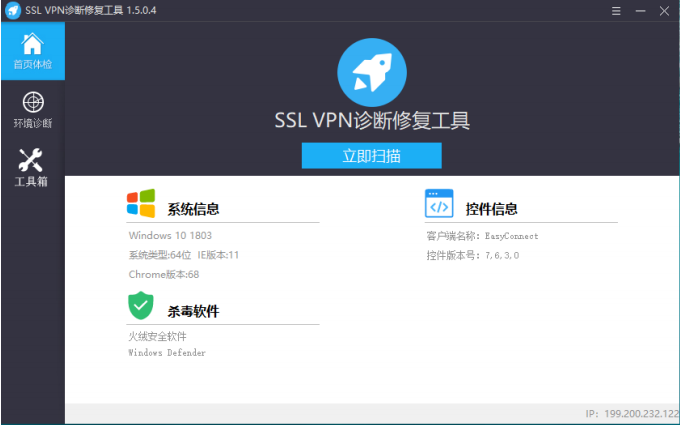 SSL VPN诊断修复工具 1.5.0.4
首页体检
环境诊断
工具箱
SSL VPN诊断修复工具
立即扫描
系统信息
Windows 10 1803
系统类型:64位 IE版本:11
Chrome版本:68
控件信息
客户端名称: EasyConnect
控件版本号: 7,6,3,0
杀毒软件
火绒安全软件
Windows Defender
IP: 199.200.232.122